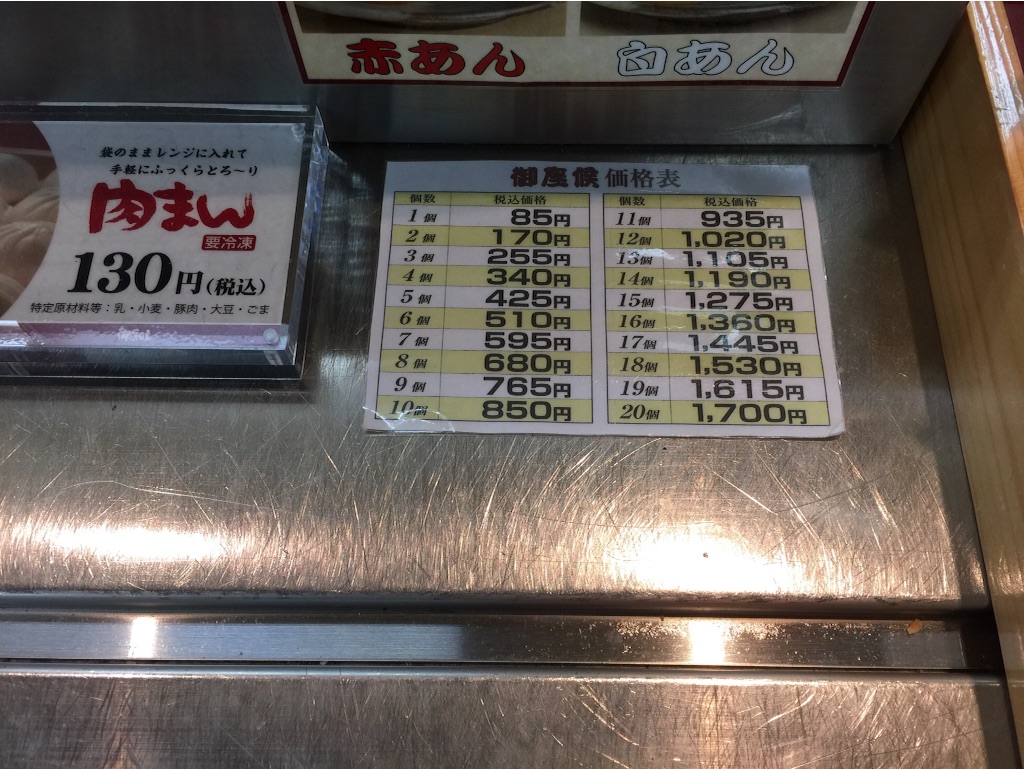 赤あん
白あん
袋のままレンジに入れて
手軽にふっくらとろ～り
肉まん
要冷凍
130円(税込)
特定原材料等：乳・小麦・豚肉・大豆・ごま
御座候 価格表
個数 税込価格
1個 85円
2個 170円
3個 255円
4個 340円
5個 425円
6個 510円
7個 595円
8個 680円
9個 765円
10個 850円
個数 税込価格
11個 935円
12個 1,020円
13個 1,105円
14個 1,190円
15個 1,275円
16個 1,360円
17個 1,445円
18個 1,530円
19個 1,615円
20個 1,700円